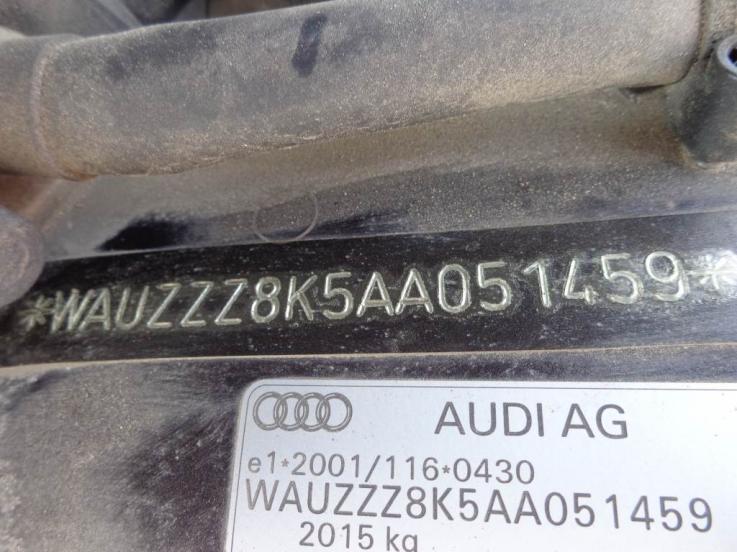 *WAUZZZ8K5AA051459*
AUDI AG
e1*2001/116*0430
WAUZZZ8K5AA051459
2015 kg